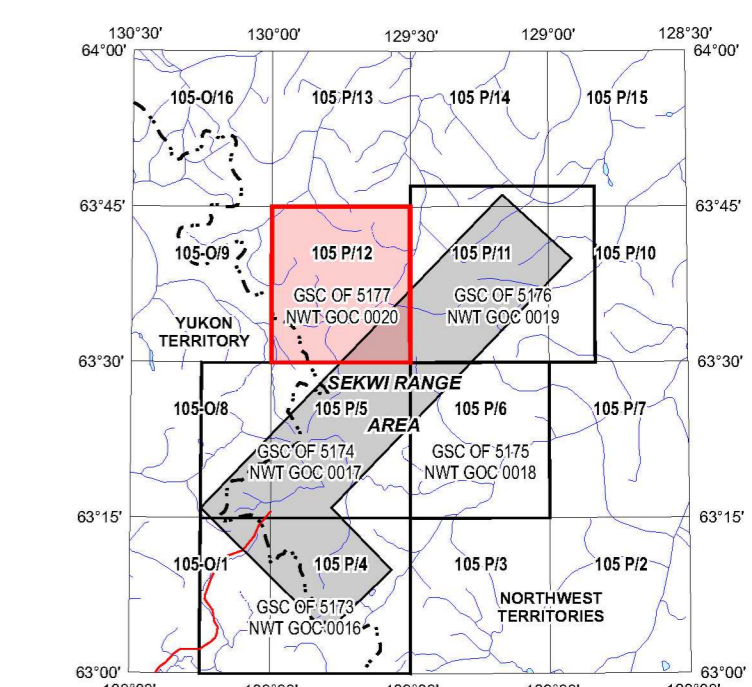 130°30' 130°00' 129°30' 129°00' 128°30'
64°00' 64°00'
105-O/16 105 P/13 105 P/14 105 P/15
63°45' 63°45'
105-O/9 105 P/12 105 P/11 105 P/10
GSC OF 5177 GSC OF 5176
NWT GOC 0020 NWT GOC 0019
YUKON
TERRITORY
63°30' 63°30'
SEKWI RANGE
105-O/8 105 P/5 105 P/6 105 P/7
AREA
GSC OF 5174 GSC OF 5175
NWT GOC 0017 NWT GOC 0018
63°15' 63°15'
105-O/1 105 P/4 105 P/3 105 P/2
NORTHWEST
TERRITORIES
GSC OF 5173
NWT GOC 0016
63°00' 63°00'